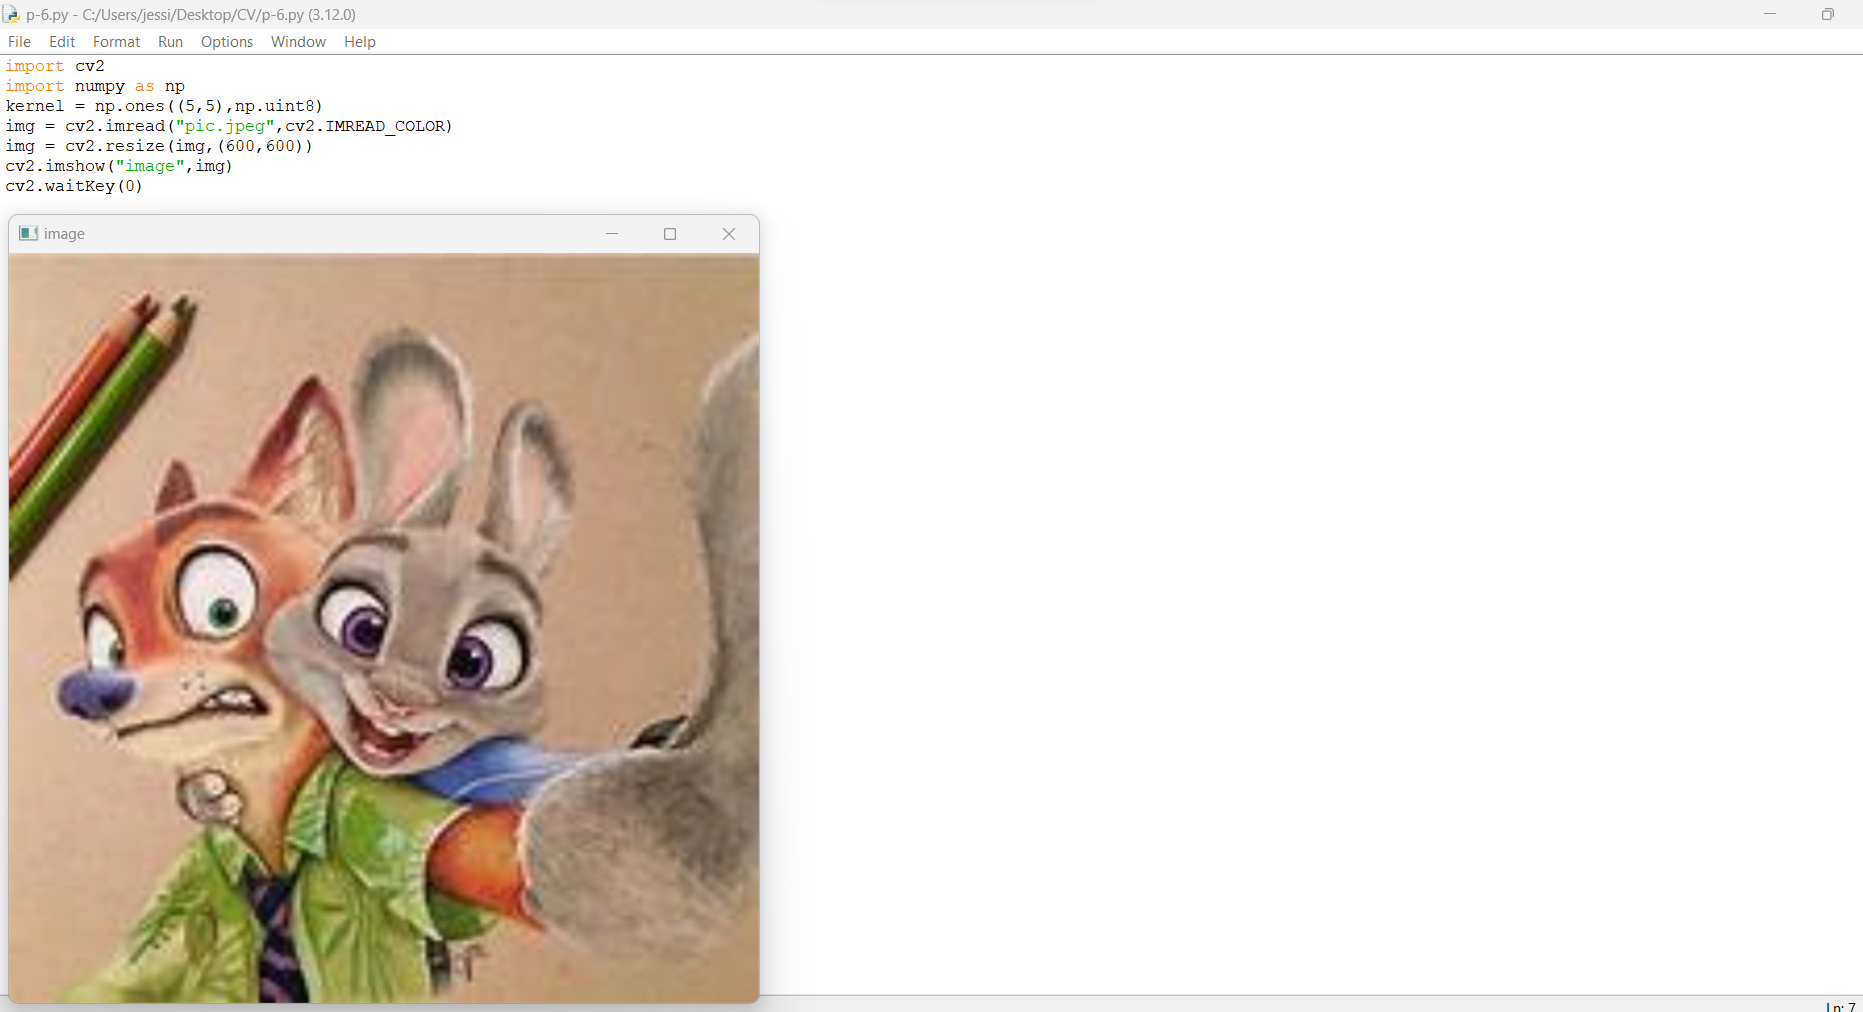 p-6.py - C:/Users/jessi/Desktop/CV/p-6.py (3.12.0)
File Edit Format Run Options Window Help
import cv2
import numpy as np
kernel = np.ones((5,5),np.uint8)
img = cv2.imread("pic.jpeg",cv2.IMREAD_COLOR)
img = cv2.resize(img,(600,600))
cv2.imshow("image",img)
cv2.waitKey(0)
image
Ln: 7